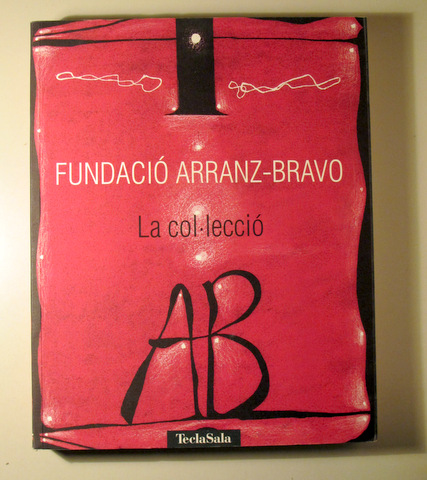 FUNDACIÓ ARRANZ-BRAVO
La col·lecció
AB
TeclaSala